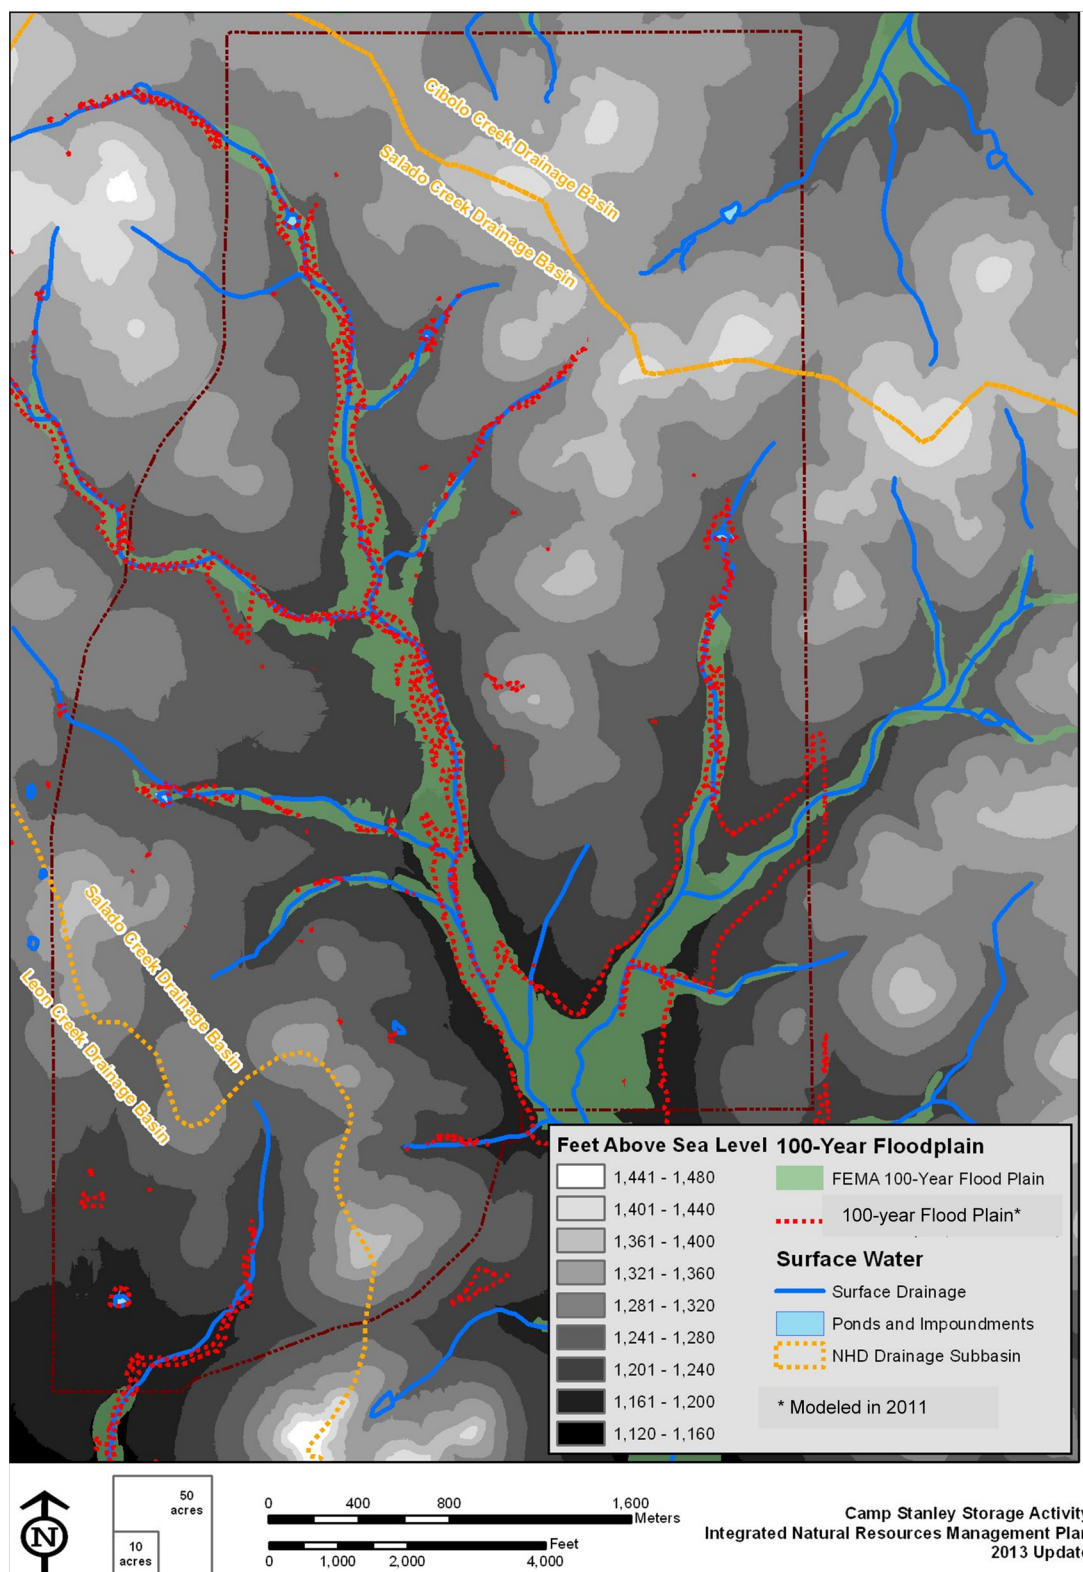 Cibolo Creek Drainage Basin
Salado Creek Drainage Basin
Salado Creek Drainage Basin
Leon Creek Drainage Basin
Feet Above Sea Level
1,441 - 1,480
1,401 - 1,440
1,361 - 1,400
1,321 - 1,360
1,281 - 1,320
1,241 - 1,280
1,201 - 1,240
1,161 - 1,200
1,120 - 1,160
100-Year Floodplain
FEMA 100-Year Flood Plain
100-year Flood Plain*
Surface Water
Surface Drainage
Ponds and Impoundments
NHD Drainage Subbasin
* Modeled in 2011
N
50
acres
10
acres
0 400 800 1,600
Meters
Feet
0 1,000 2,000 4,000
Camp Stanley Storage Activity
Integrated Natural Resources Management Plan
2013 Update